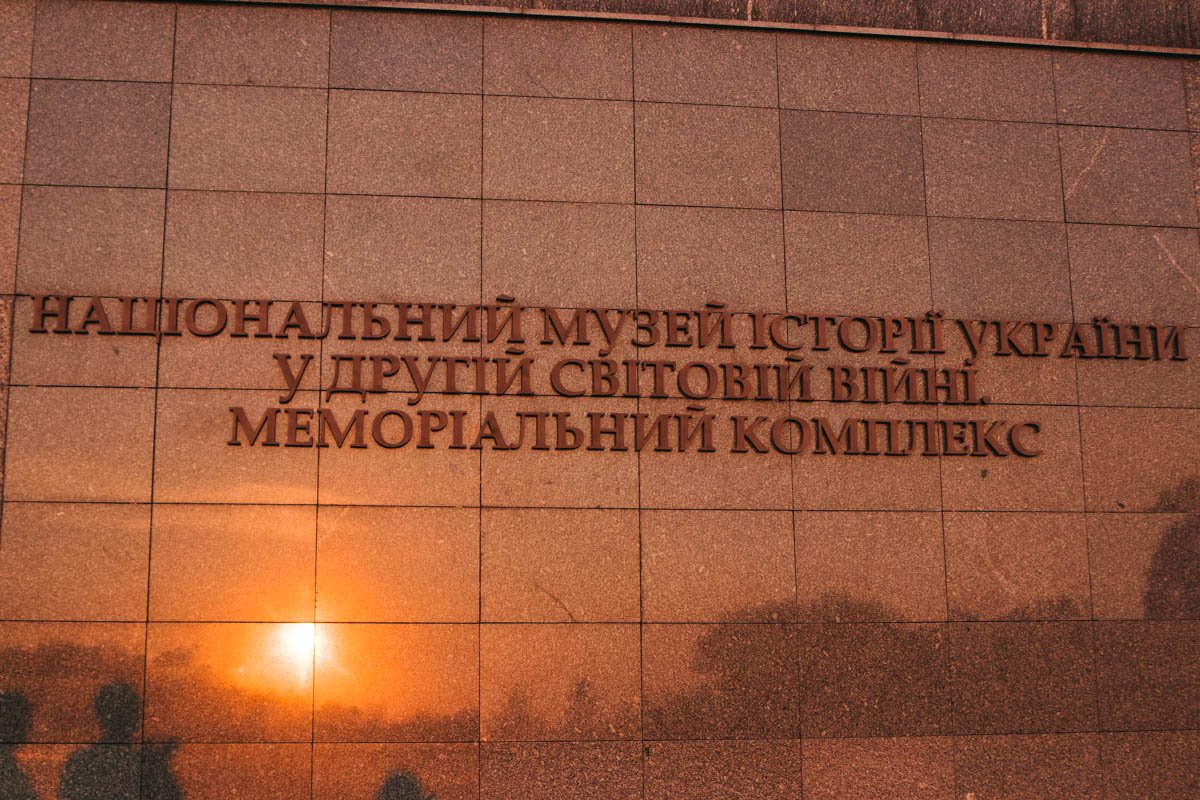 НАЦІОНАЛЬНИЙ МУЗЕЙ ІСТОРІЇ УКРАЇНИ
У ДРУГІЙ СВІТОВІЙ ВІЙНІ.
МЕМОРІАЛЬНИЙ КОМПЛЕКС